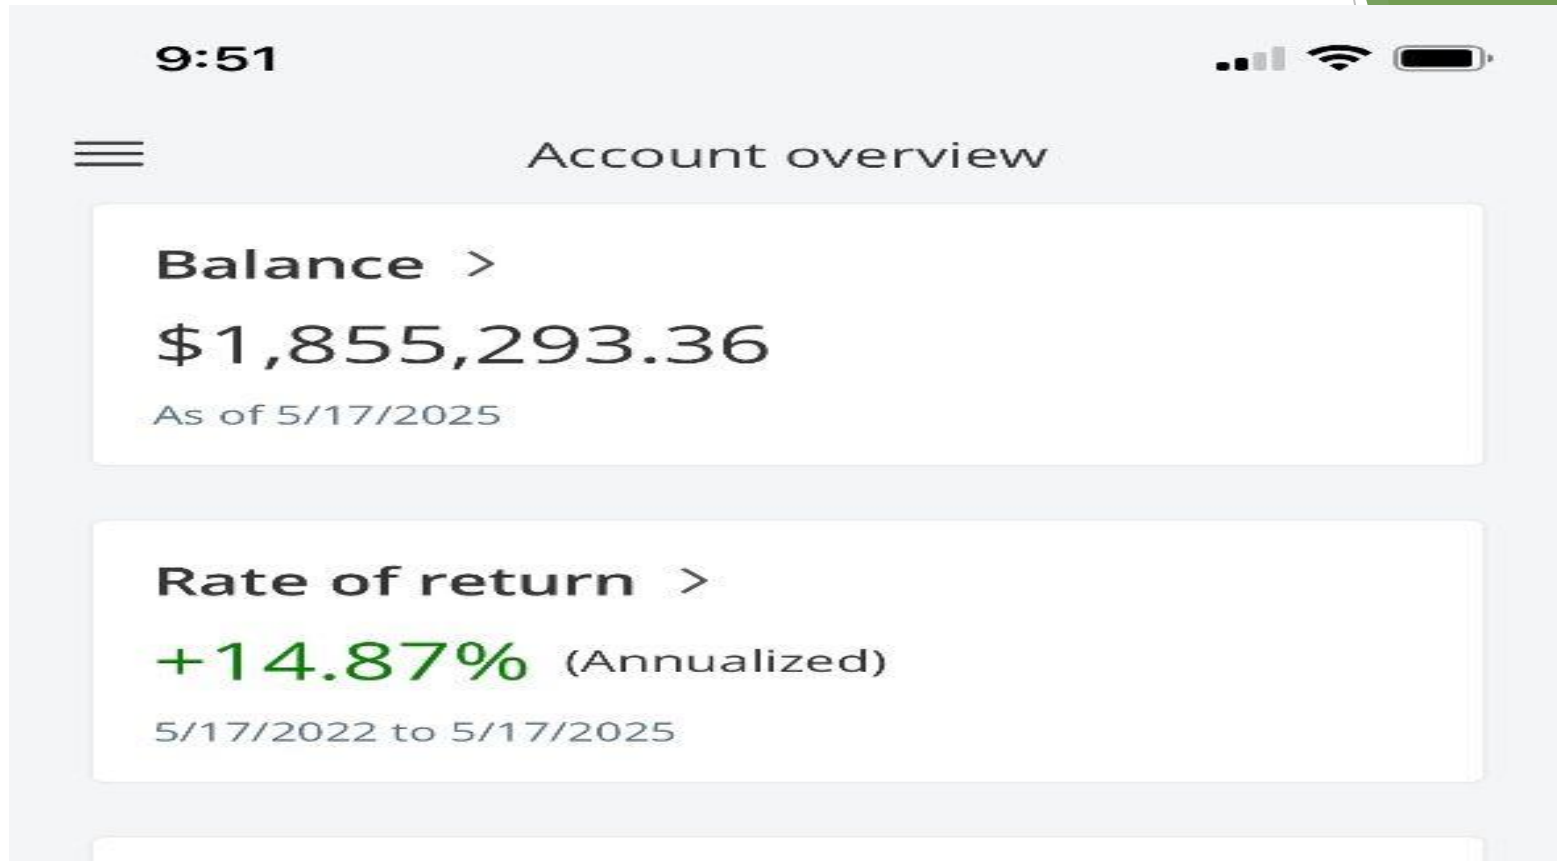 9:51
Account overview
Balance >
$1,855,293.36
As of 5/17/2025
Rate of return >
+14.87% (Annualized)
5/17/2022 to 5/17/2025